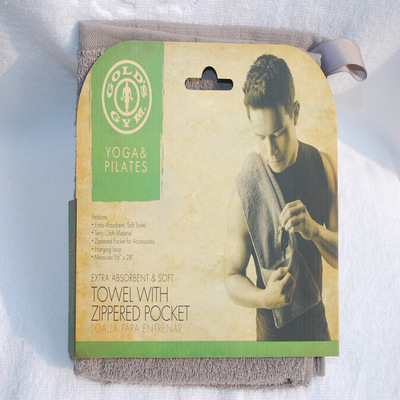 GOLD'S GYM
YOGA &
PILATES
Features:
• Extra Absorbent, Soft Towel
• Terry Cloth Material
• Zippered Pocket for Accessories
• Hanging Loop
• Measures 16" x 28"
EXTRA ABSORBENT & SOFT
TOWEL WITH
ZIPPERED POCKET
TOALLA PARA ENTRENAR